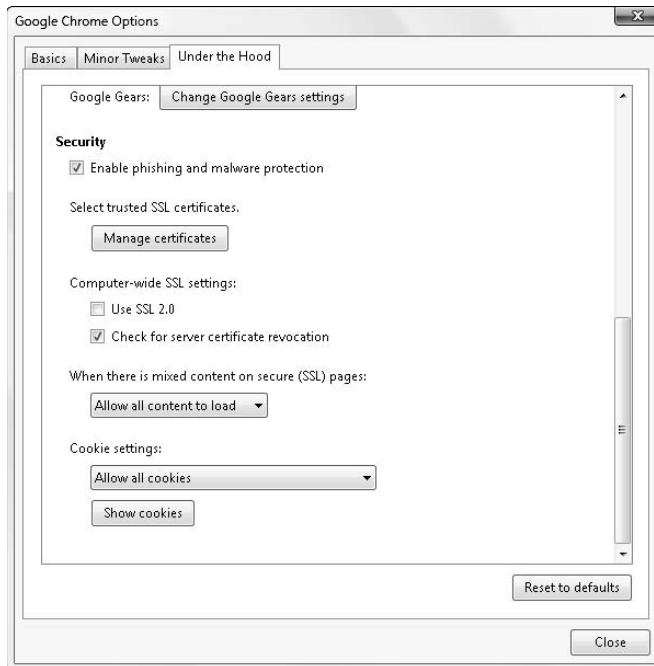 Google Chrome Options
Basics Minor Tweaks Under the Hood
Google Gears: Change Google Gears settings
Security
Enable phishing and malware protection
Select trusted SSL certificates.
Manage certificates
Computer-wide SSL settings:
Use SSL 2.0
Check for server certificate revocation
When there is mixed content on secure (SSL) pages:
Allow all content to load
Cookie settings:
Allow all cookies
Show cookies
Reset to defaults
Close